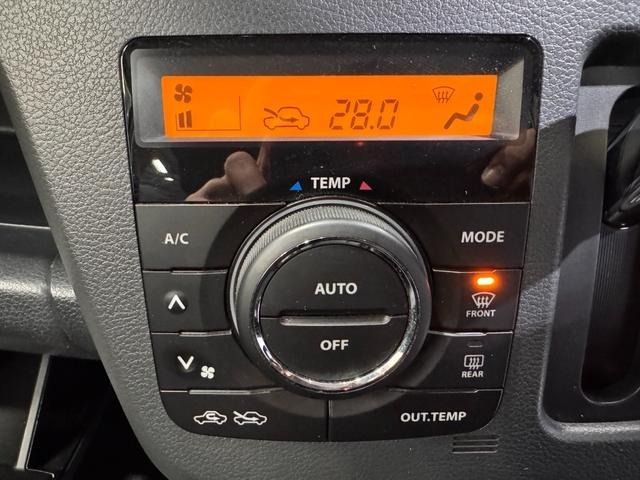 28.0
TEMP
A/C
MODE
AUTO
FRONT
OFF
REAR
OUT.TEMP